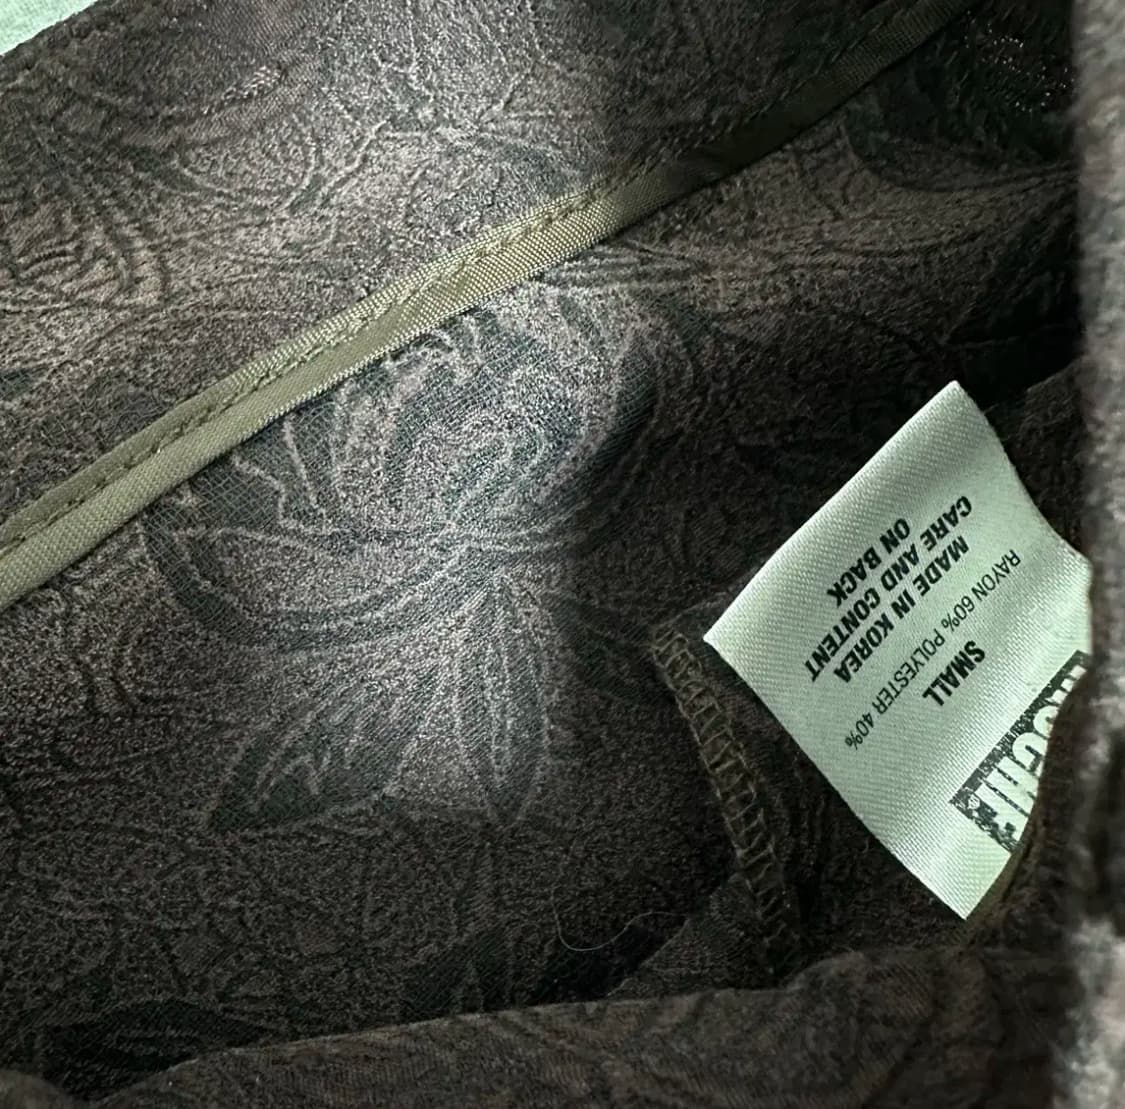 SMALL
RAYON 60% POLYESTER 40%
MADE IN KOREA
CARE AND CONTENT
ON BACK